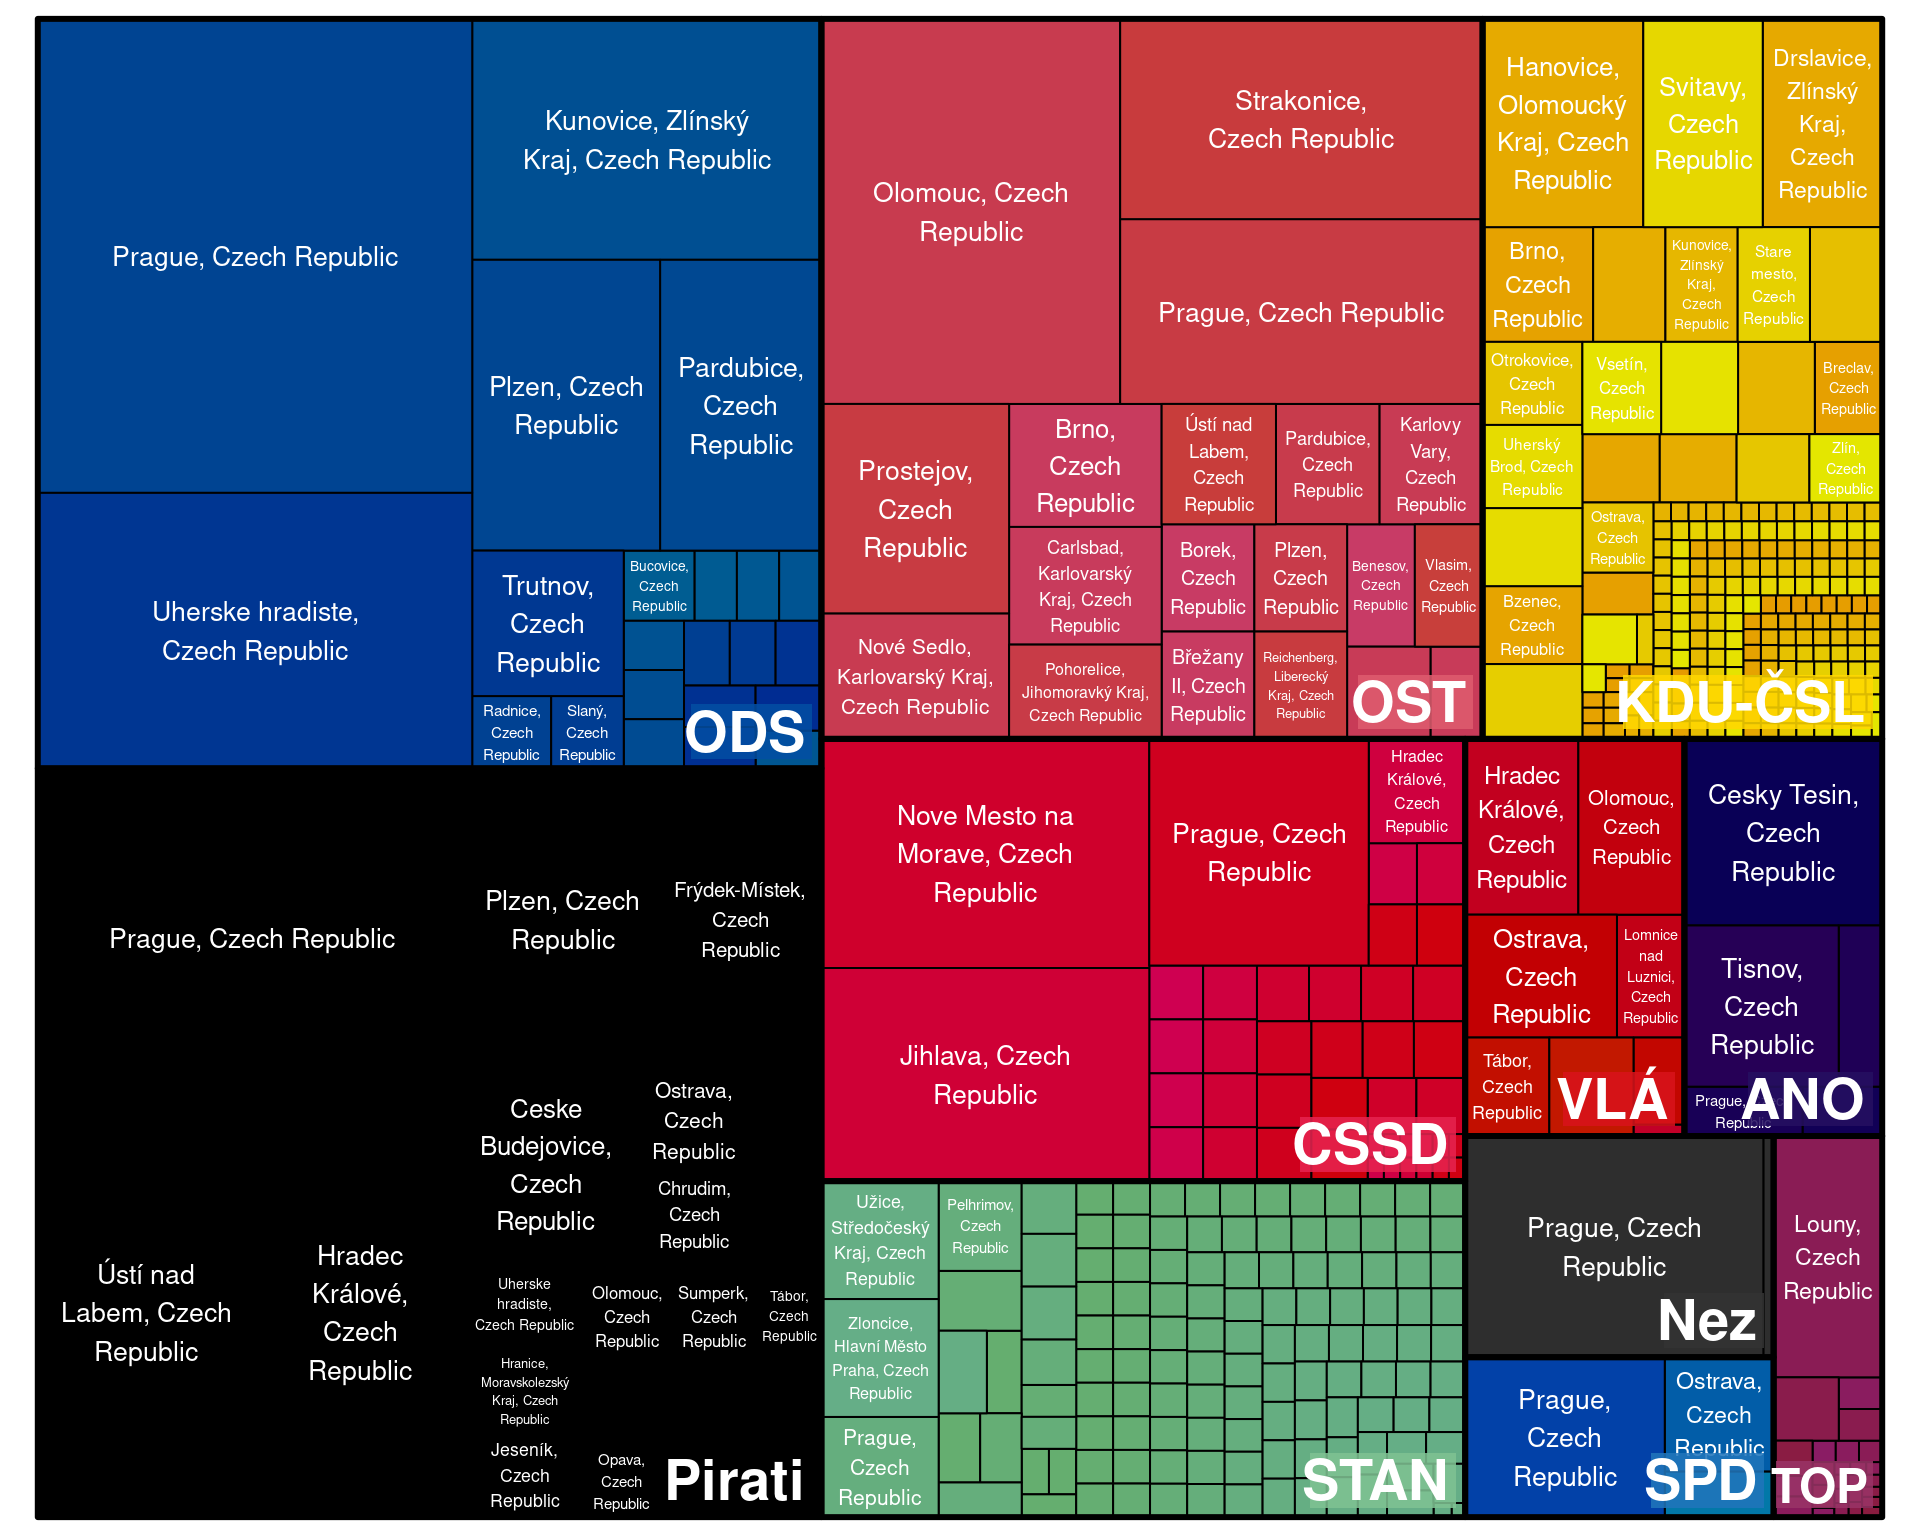 Prague, Czech Republic
Kunovice, Zlínský
Kraj, Czech Republic
Plzen, Czech
Republic
Pardubice,
Czech
Republic
Uherske hradiste,
Czech Republic
Trutnov,
Czech
Republic
Bucovice,
Czech
Republic
Radnice,
Czech
Republic
Slaný,
Czech
Republic
ODS
Olomouc, Czech
Republic
Strakonice,
Czech Republic
Prague, Czech Republic
Prostejov,
Czech
Republic
Brno,
Czech
Republic
Ústí nad
Labem,
Czech
Republic
Pardubice,
Czech
Republic
Karlovy
Vary,
Czech
Republic
Carlsbad,
Karlovarský
Kraj, Czech
Republic
Borek,
Czech
Republic
Plzen,
Czech
Republic
Benesov,
Czech
Republic
Vlasim,
Czech
Republic
Nové Sedlo,
Karlovarský Kraj,
Czech Republic
Pohorelice,
Jihomoravký Kraj,
Czech Republic
Břežany
II, Czech
Republic
Reichenberg,
Liberecký
Kraj, Czech
Republic
OST
Hanovice,
Olomoucký
Kraj, Czech
Republic
Svitavy,
Czech
Republic
Drslavice,
Zlínský
Kraj,
Czech
Republic
Brno,
Czech
Republic
Kunovice,
Zlínský
Kraj,
Czech
Republic
Stare
mesto,
Czech
Republic
Otrokovice,
Czech
Republic
Vsetín,
Czech
Republic
Breclav,
Czech
Republic
Uherský
Brod, Czech
Republic
Zlín,
Czech
Republic
Ostrava,
Czech
Republic
Bzenec,
Czech
Republic
KDU-ČSL
Prague, Czech Republic
Plzen, Czech
Republic
Frýdek-Místek,
Czech
Republic
Ceske
Budejovice,
Czech
Republic
Ostrava,
Czech
Republic
Chrudim,
Czech
Republic
Ústí nad
Labem, Czech
Republic
Hradec
Králové,
Czech
Republic
Uherske
hradiste,
Czech Republic
Olomouc,
Czech
Republic
Sumperk,
Czech
Republic
Tábor,
Czech
Republic
Hranice,
Moravskolezský
Kraj, Czech
Republic
Jeseník,
Czech
Republic
Opava,
Czech
Republic
Pirati
Nove Mesto na
Morave, Czech
Republic
Prague, Czech
Republic
Hradec
Králové,
Czech
Republic
Jihlava, Czech
Republic
CSSD
Hradec
Králové,
Czech
Republic
Olomouc,
Czech
Republic
Ostrava,
Czech
Republic
Lomnice
nad
Luznici,
Czech
Republic
Tábor,
Czech
Republic
VLÁ
Cesky Tesin,
Czech
Republic
Tisnov,
Czech
Republic
Prague,
Republic
ANO
Užice,
Středočeský
Kraj, Czech
Republic
Pelhrimov,
Czech
Republic
Zloncice,
Hlavní Město
Praha, Czech
Republic
Prague,
Czech
Republic
STAN
Prague, Czech
Republic
Nez
Louny,
Czech
Republic
TOP
Prague,
Czech
Republic
Ostrava,
Czech
Republic
SPD